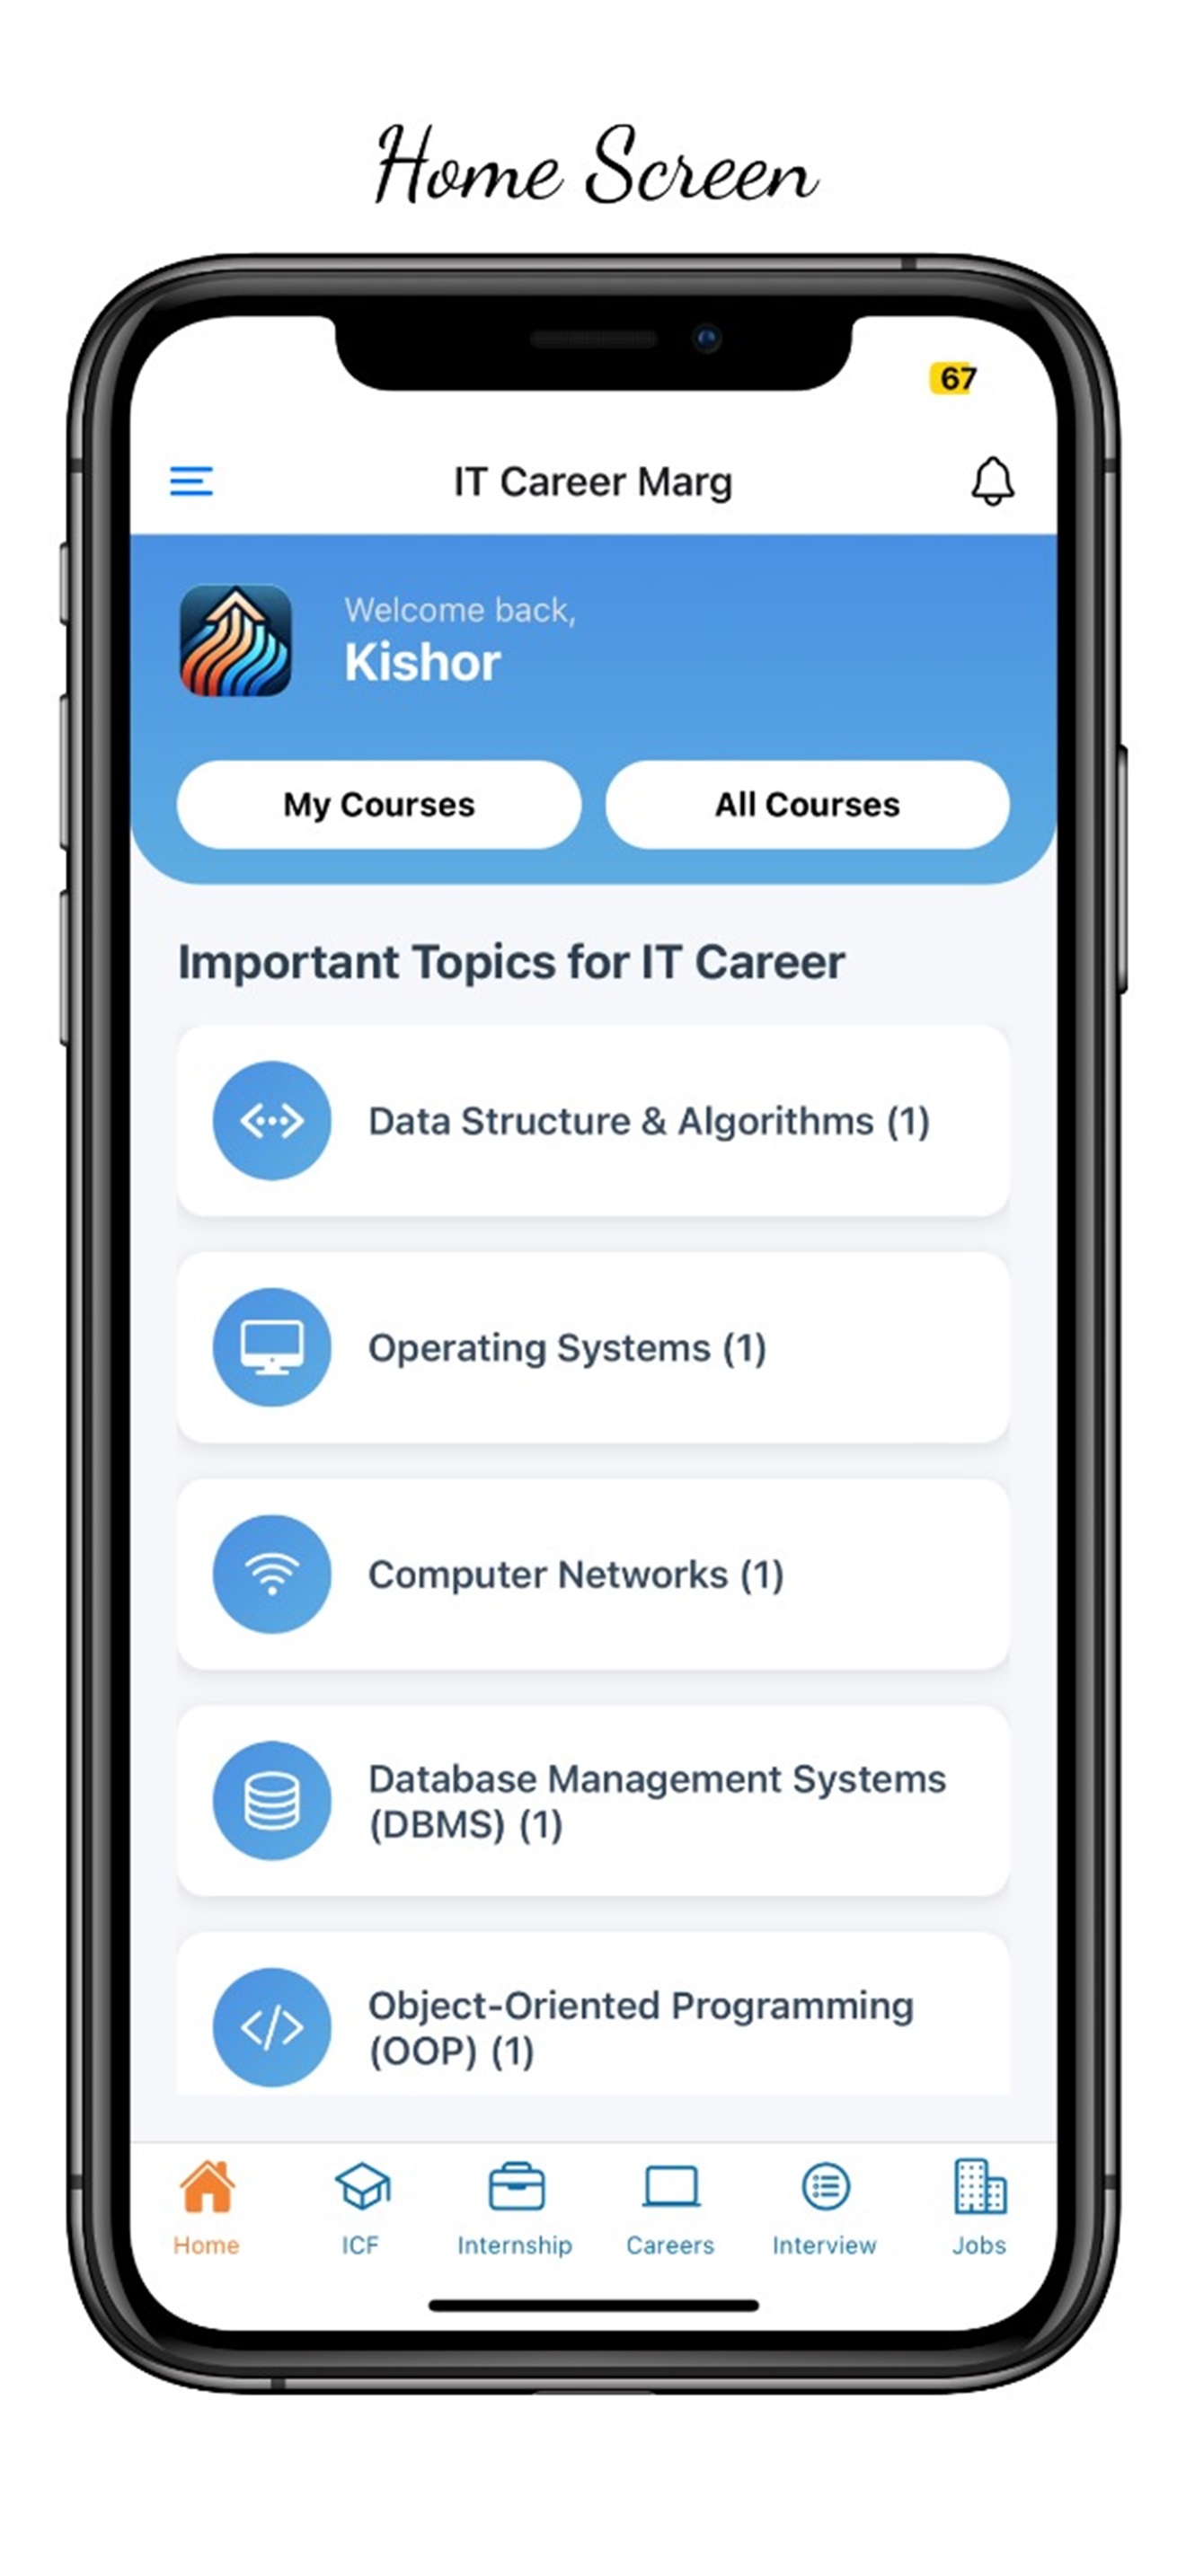 Home Screen
67
IT Career Marg
Welcome back,
Kishor
My Courses
All Courses
Important Topics for IT Career
Data Structure & Algorithms (1)
Operating Systems (1)
Computer Networks (1)
Database Management Systems
(DBMS) (1)
Object-Oriented Programming
(OOP) (1)
Home
ICF
Internship
Careers
Interview
Jobs